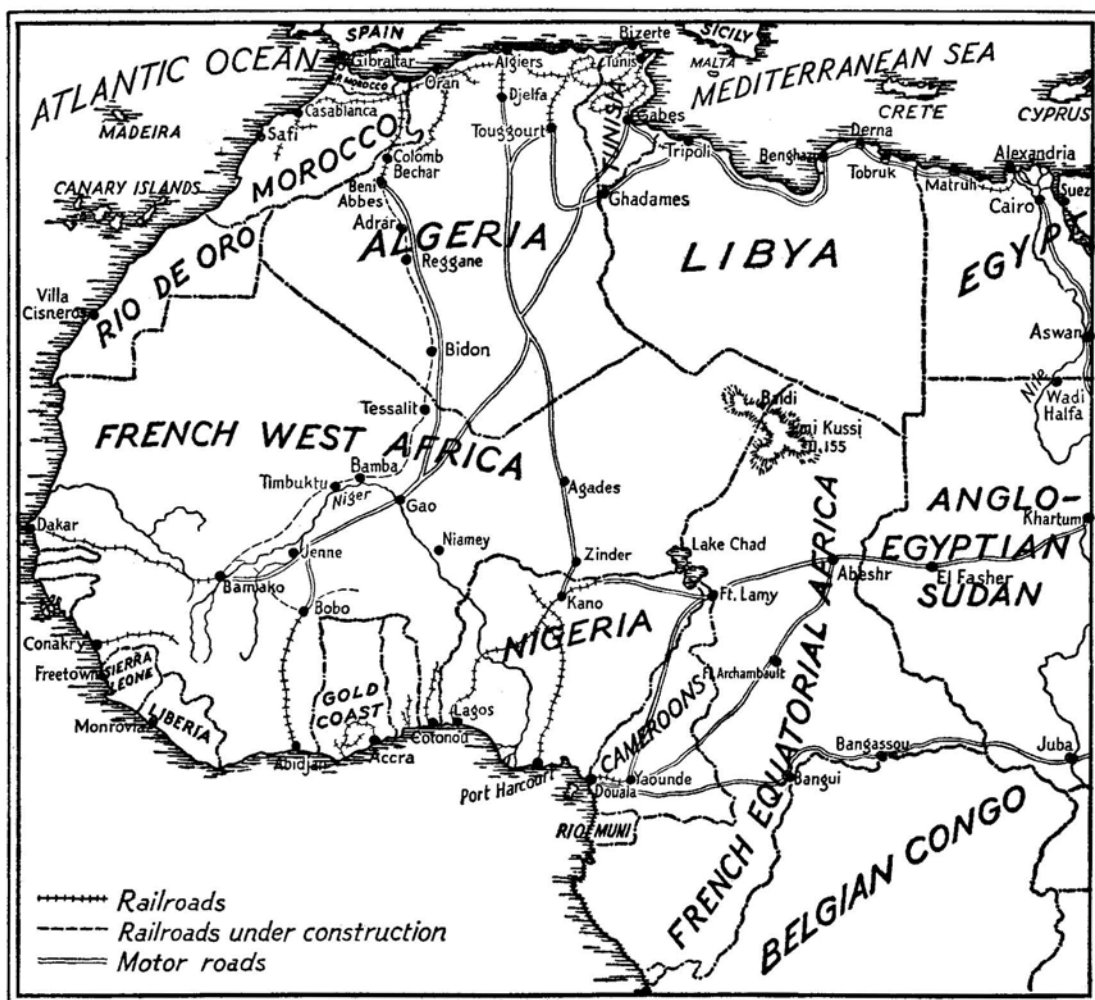 SPAIN
SICILY
Bizerte
ATLANTIC OCEAN
Gibraltar
Algiers
Tunis
MALTA
MEDITERRANEAN SEA
MOROCCO
Oran
Djelfa
CRETE
CYPRUS
MADEIRA
Casablanca
Safi
Touggourt
TUNISIA
Gabes
MOROCCO
Colomb
Bechar
Tripoli
Benghazi
Derna
Tobruk
Alexandria
Matruh
Suez
Cairo
CANARY ISLANDS
Beni
Abbes
Ghadames
Adrar
ALGERIA
LIBYA
EGYPT
RIO DE ORO
Reggane
Villa
Cisneros
Aswan
Bidon
Nile
Wadi
Halfa
Tessalit
FRENCH WEST AFRICA
Emi Kussi
11.155
Bamba
Timbuktu
Niger
Gao
Agades
ANGLO-
EGYPTIAN
SUDAN
Khartum
Dakar
Niamey
Jenne
Zinder
Lake Chad
Abeshr
El Fasher
Bamako
Bobo
Kano
Ft. Lamy
NIGERIA
Conakry
Freetown
SIERRA
LEONE
Ft. Archambault
GOLD
COAST
LIBERIA
Monrovia
Lagos
Cotonou
CAMEROONS
FRENCH EQUATORIAL AFRICA
Abidjan
Accra
Port Harcourt
Bangassou
Juba
Douala
Yaounde
Bangui
RIO MUNI
BELGIAN CONGO
Railroads
Railroads under construction
Motor roads